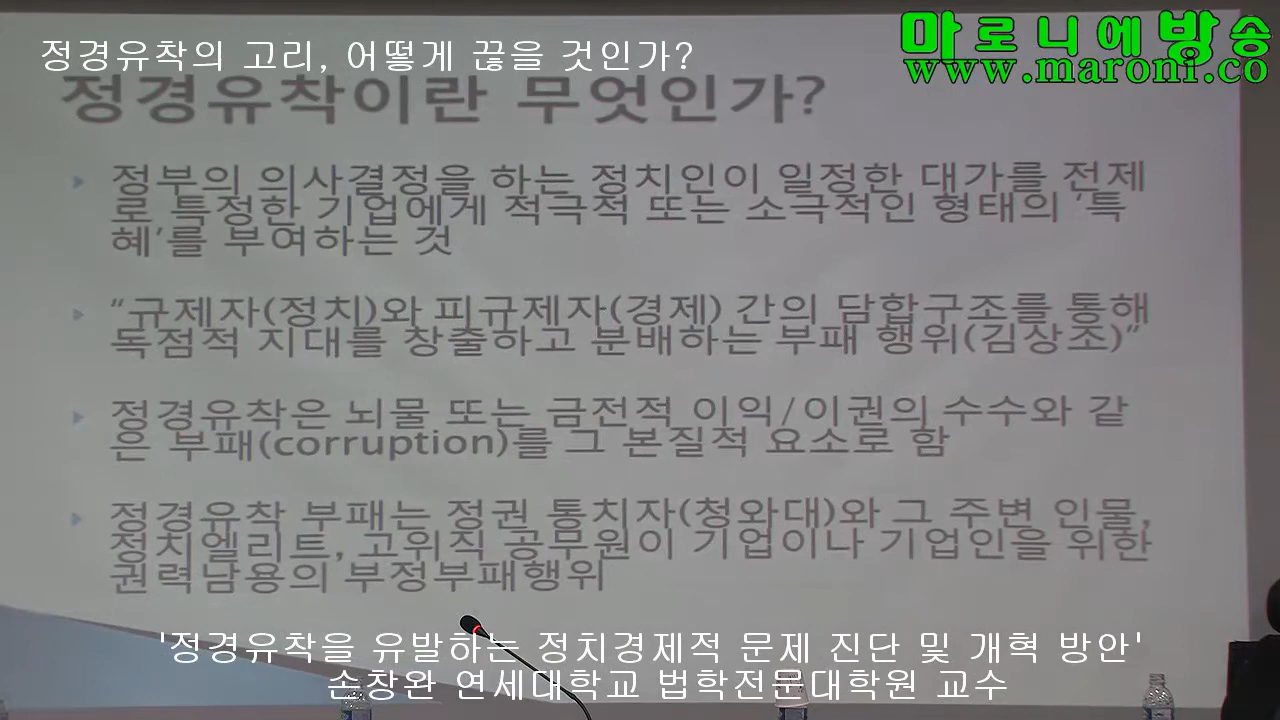 정경유착의 고리, 어떻게 끊을 것인가?
마로니에방송
www.maroni.co
정경유착이란 무엇인가?
정부의 의사결정을 하는 정치인이 일정한 대가를 전제
로 특정한 기업에게 적극적 또는 소극적인 형태의 '특
혜'를 부여하는 것
"규제자(정치)와 피규제자(경제) 간의 담합구조를 통해
독점적 지대를 창출하고 분배하는 부패 행위(김상조)"
정경유착은 뇌물 또는 금전적 이익/이권의 수수와 같
은 부패(corruption)를 그 본질적 요소로 함
정경유착 부패는 정권 통치자(청와대)와 그 주변 인물,
정치엘리트, 고위직 공무원이 기업이나 기업인을 위한
권력남용의 부정부패행위
'정경유착을 유발하는 정치경제적 문제 진단 및 개혁 방안'
손창완 연세대학교 법학전문대학원 교수